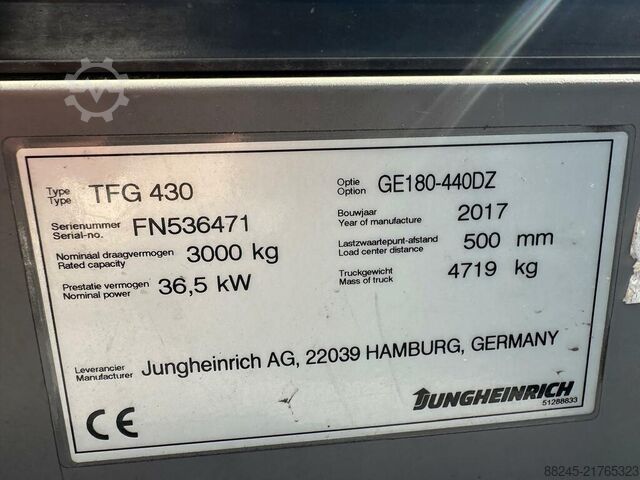 Type TFG 430 Optie GE180-440DZ
Type Option
Serienummer FN536471 Bouwjaar 2017
Serial-no. Year of manufacture
Nominaal draagvermogen 3000 kg Lastzwaartepunt-afstand 500 mm
Rated capacity Load center distance
Prestatie vermogen 36,5 kW Truckgewicht 4719 kg
Nominal power Mass of truck
Leverancier Jungheinrich AG, 22039 HAMBURG, GERMANY
Manufacturer
CE JUNGHEINRICH
51288633
88245-21765323